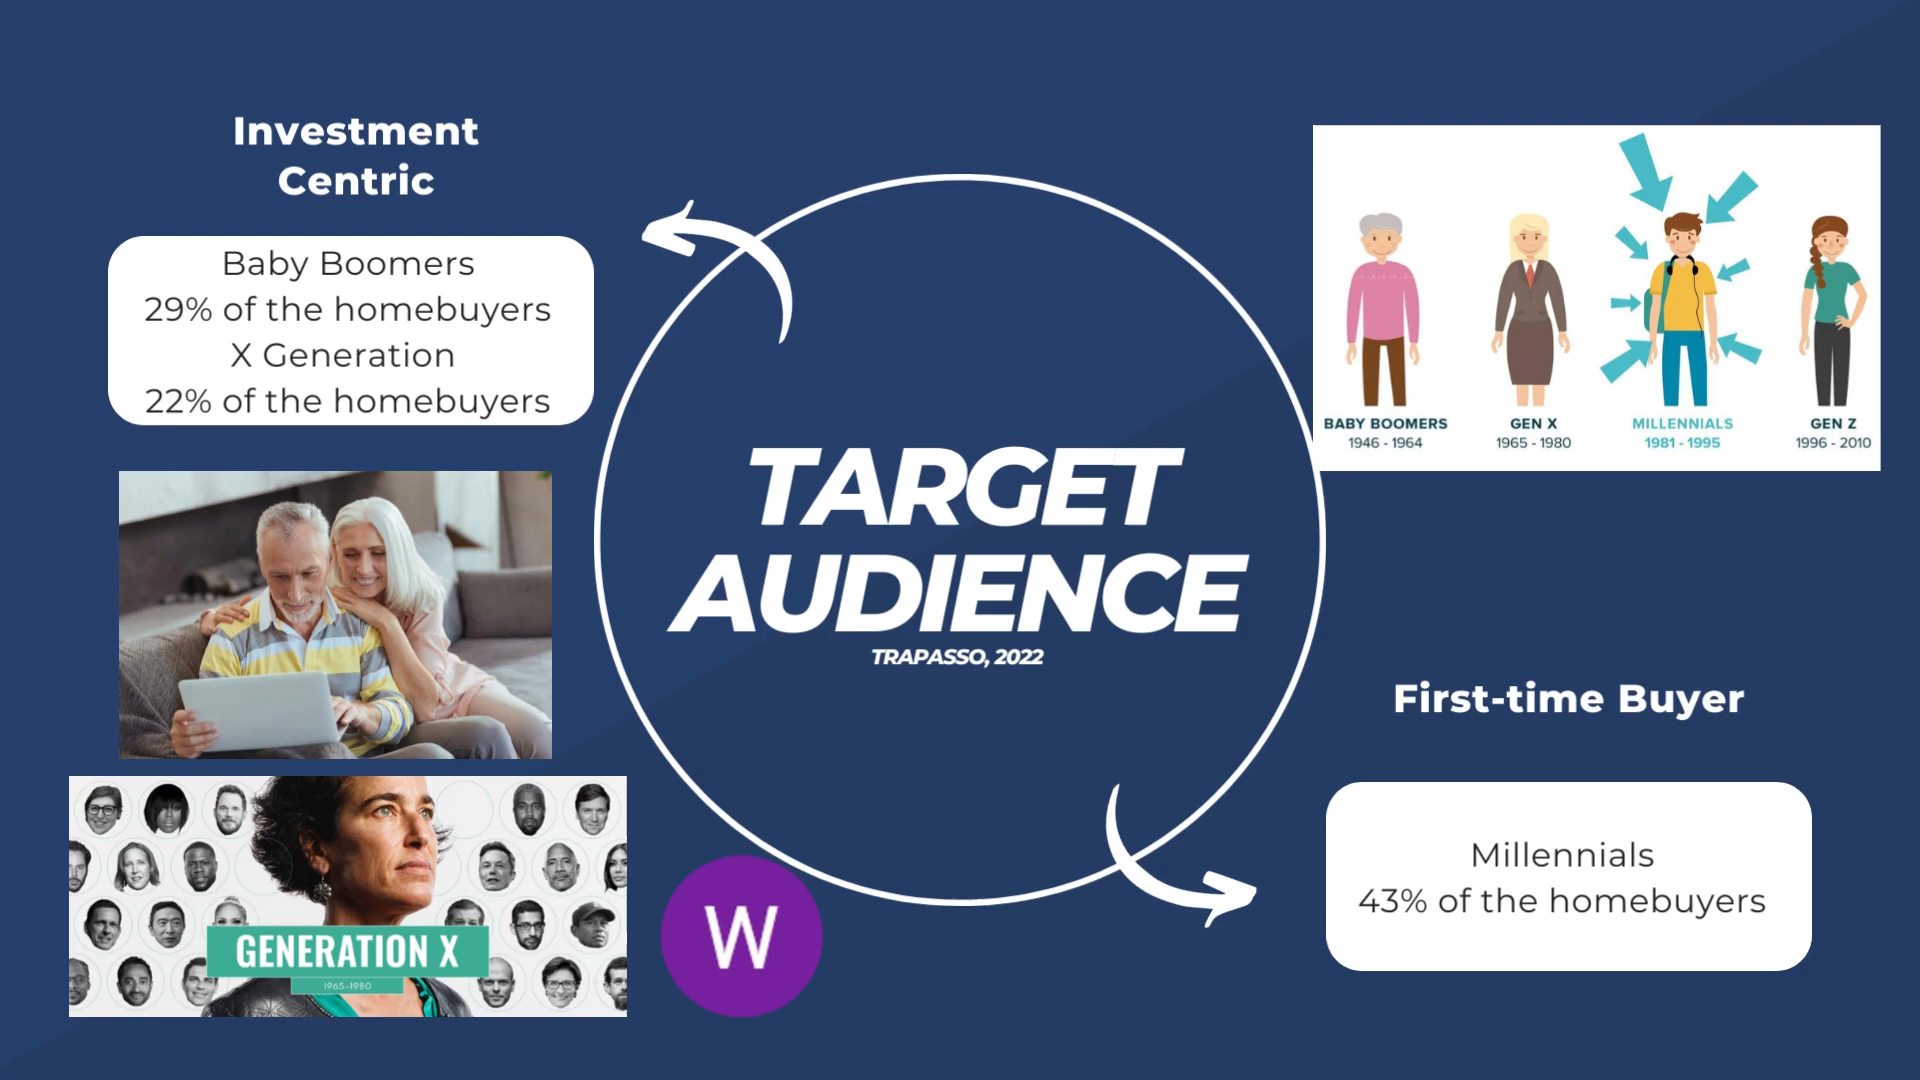 Investment
Centric
Baby Boomers
29% of the homebuyers
X Generation
22% of the homebuyers
GENERATION X
1965-1980
TARGET
AUDIENCE
TRAPASSO, 2022
W
BABY BOOMERS
1946 - 1964
GEN X
1965 - 1980
MILLENNIALS
1981 - 1995
GEN Z
1996 - 2010
First-time Buyer
Millennials
43% of the homebuyers